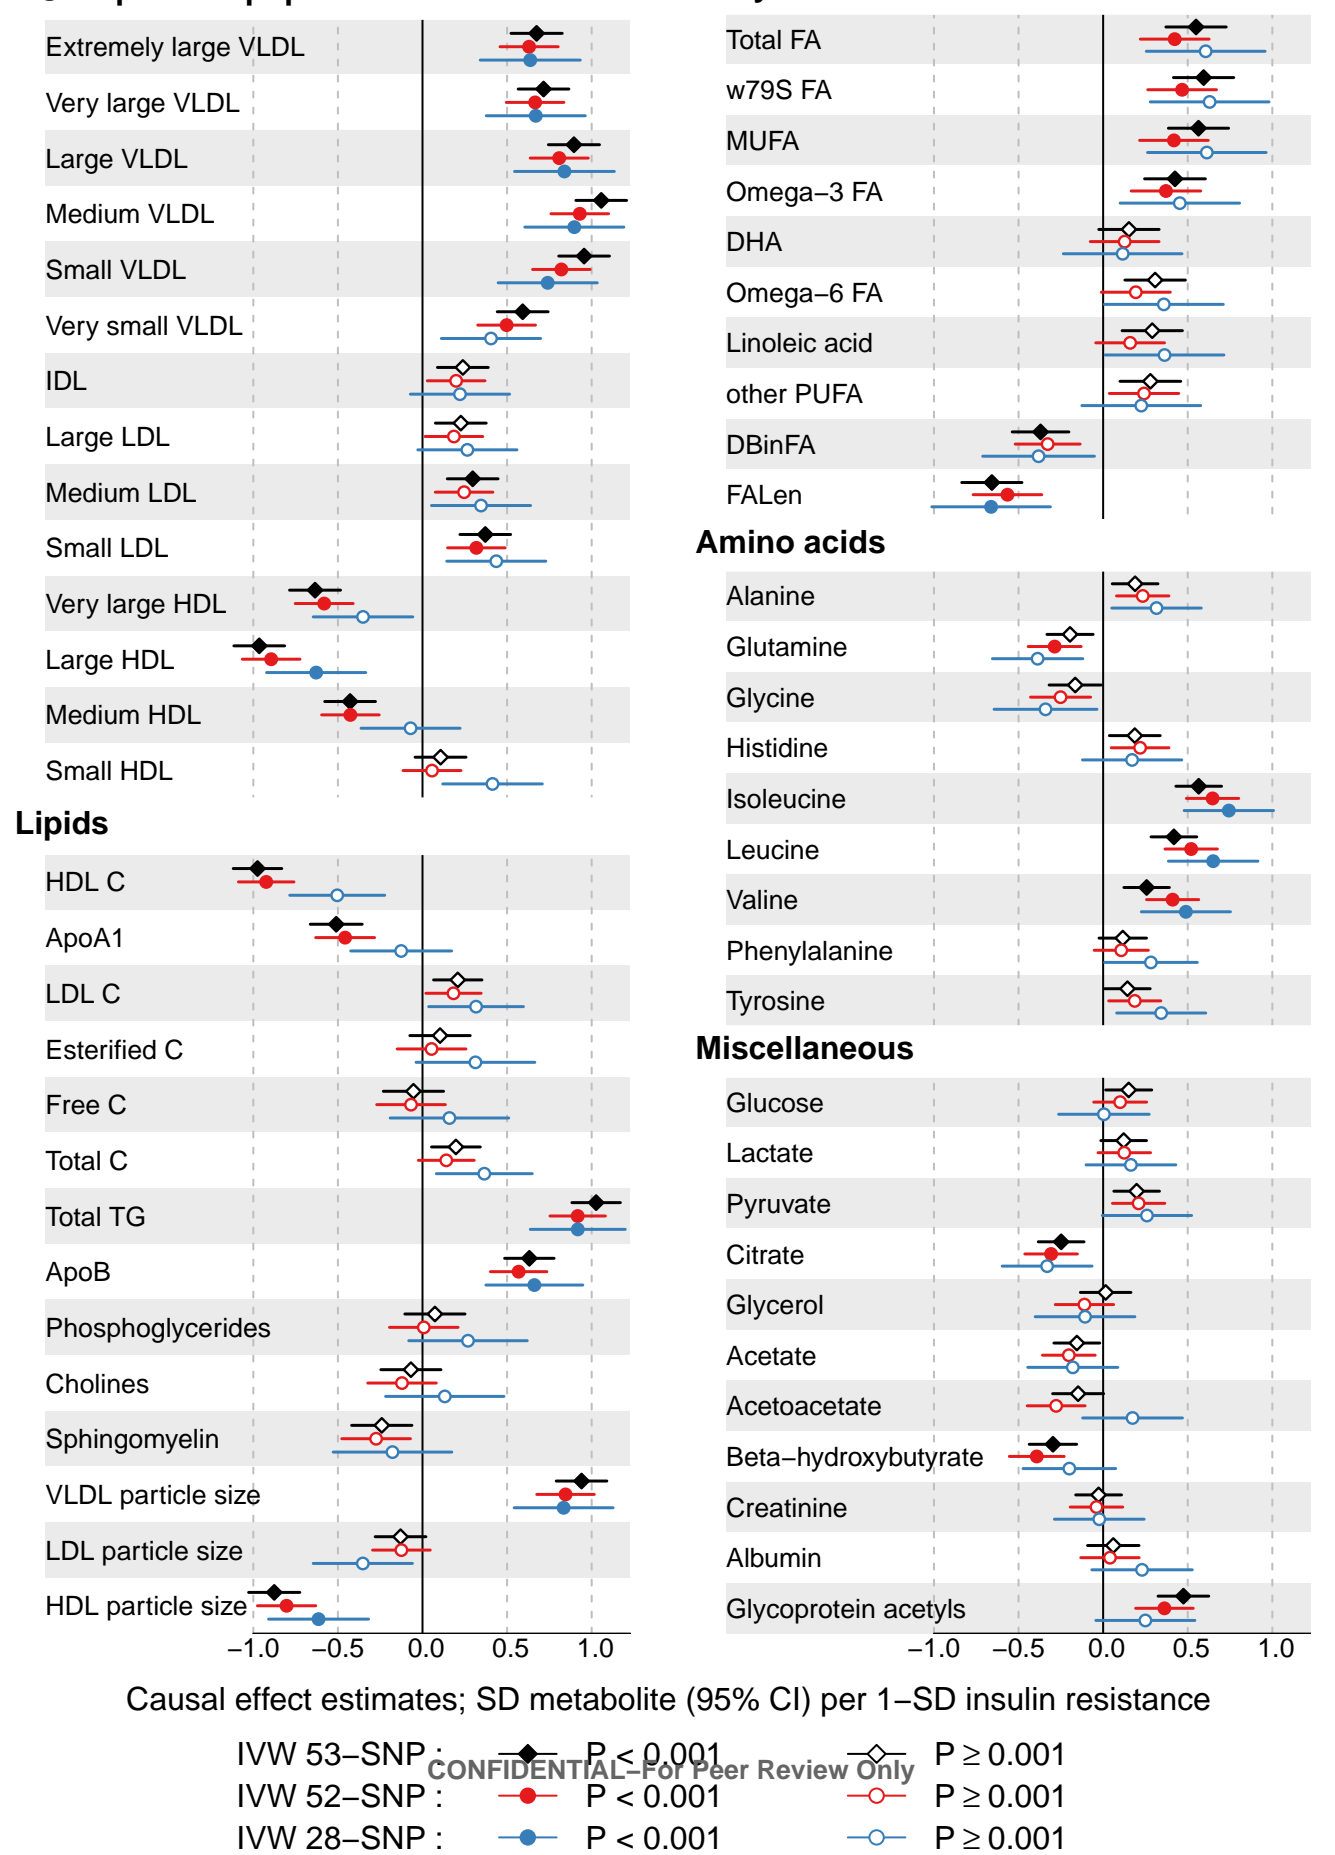 Extremely large VLDL
Very large VLDL
Large VLDL
Medium VLDL
Small VLDL
Very small VLDL
IDL
Large LDL
Medium LDL
Small LDL
Very large HDL
Large HDL
Medium HDL
Small HDL
Lipids
HDL C
ApoA1
LDL C
Esterified C
Free C
Total C
Total TG
ApoB
Phosphoglycerides
Cholines
Sphingomyelin
VLDL particle size
LDL particle size
HDL particle size
−1.0 −0.5 0.0 0.5 1.0
Total FA
w79S FA
MUFA
Omega−3 FA
DHA
Omega−6 FA
Linoleic acid
other PUFA
DBinFA
FALen
Amino acids
Alanine
Glutamine
Glycine
Histidine
Isoleucine
Leucine
Valine
Phenylalanine
Tyrosine
Miscellaneous
Glucose
Lactate
Pyruvate
Citrate
Glycerol
Acetate
Acetoacetate
Beta−hydroxybutyrate
Creatinine
Albumin
Glycoprotein acetyls
−1.0 −0.5 0.0 0.5 1.0
Causal effect estimates; SD metabolite (95% CI) per 1−SD insulin resistance
IVW 53−SNP : P < 0.001 P ≥ 0.001
CONFIDENTIAL−For Peer Review Only
IVW 52−SNP : P < 0.001 P ≥ 0.001
IVW 28−SNP : P < 0.001 P ≥ 0.001